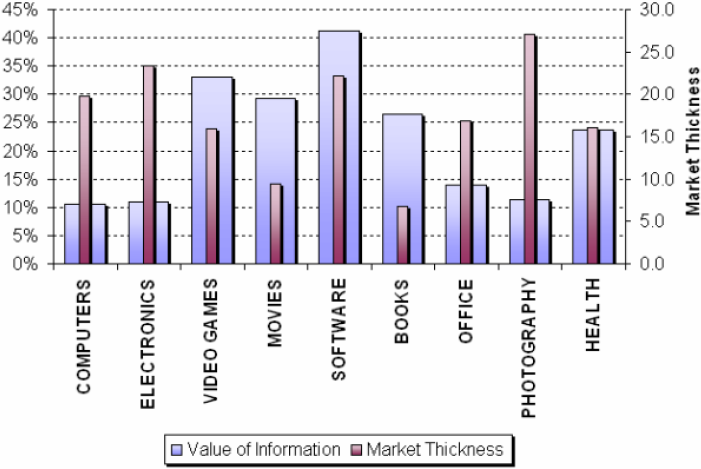 45%
40%
35%
30%
25%
20%
15%
10%
5%
0%
30.0
25.0
20.0
15.0
10.0
5.0
0.0
Market Thickness
COMPUTERS
ELECTRONICS
VIDEO GAMES
MOVIES
SOFTWARE
BOOKS
OFFICE
PHOTOGRAPHY
HEALTH
Value of Information Market Thickness